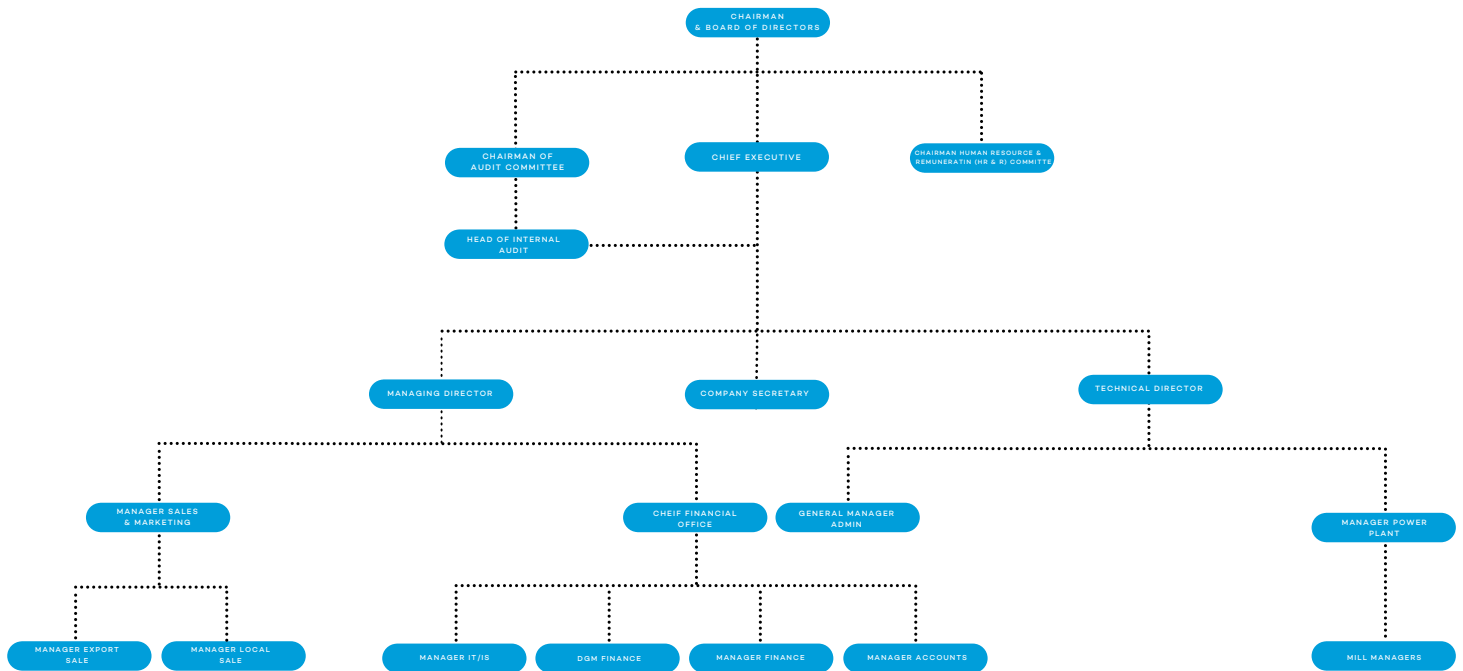 CHAIRMAN
& BOARD OF DIRECTORS
CHAIRMAN OF
AUDIT COMMITTEE
CHIEF EXECUTIVE
CHAIRMAN HUMAN RESOURCE &
REMUNERATIN (HR & R) COMMITTE
HEAD OF INTERNAL
AUDIT
MANAGING DIRECTOR
COMPANY SECRETARY
TECHNICAL DIRECTOR
MANAGER SALES
& MARKETING
CHEIF FINANCIAL
OFFICE
GENERAL MANAGER
ADMIN
MANAGER POWER
PLANT
MANAGER EXPORT
SALE
MANAGER LOCAL
SALE
MANAGER IT/IS
DGM FINANCE
MANAGER FINANCE
MANAGER ACCOUNTS
MILL MANAGERS